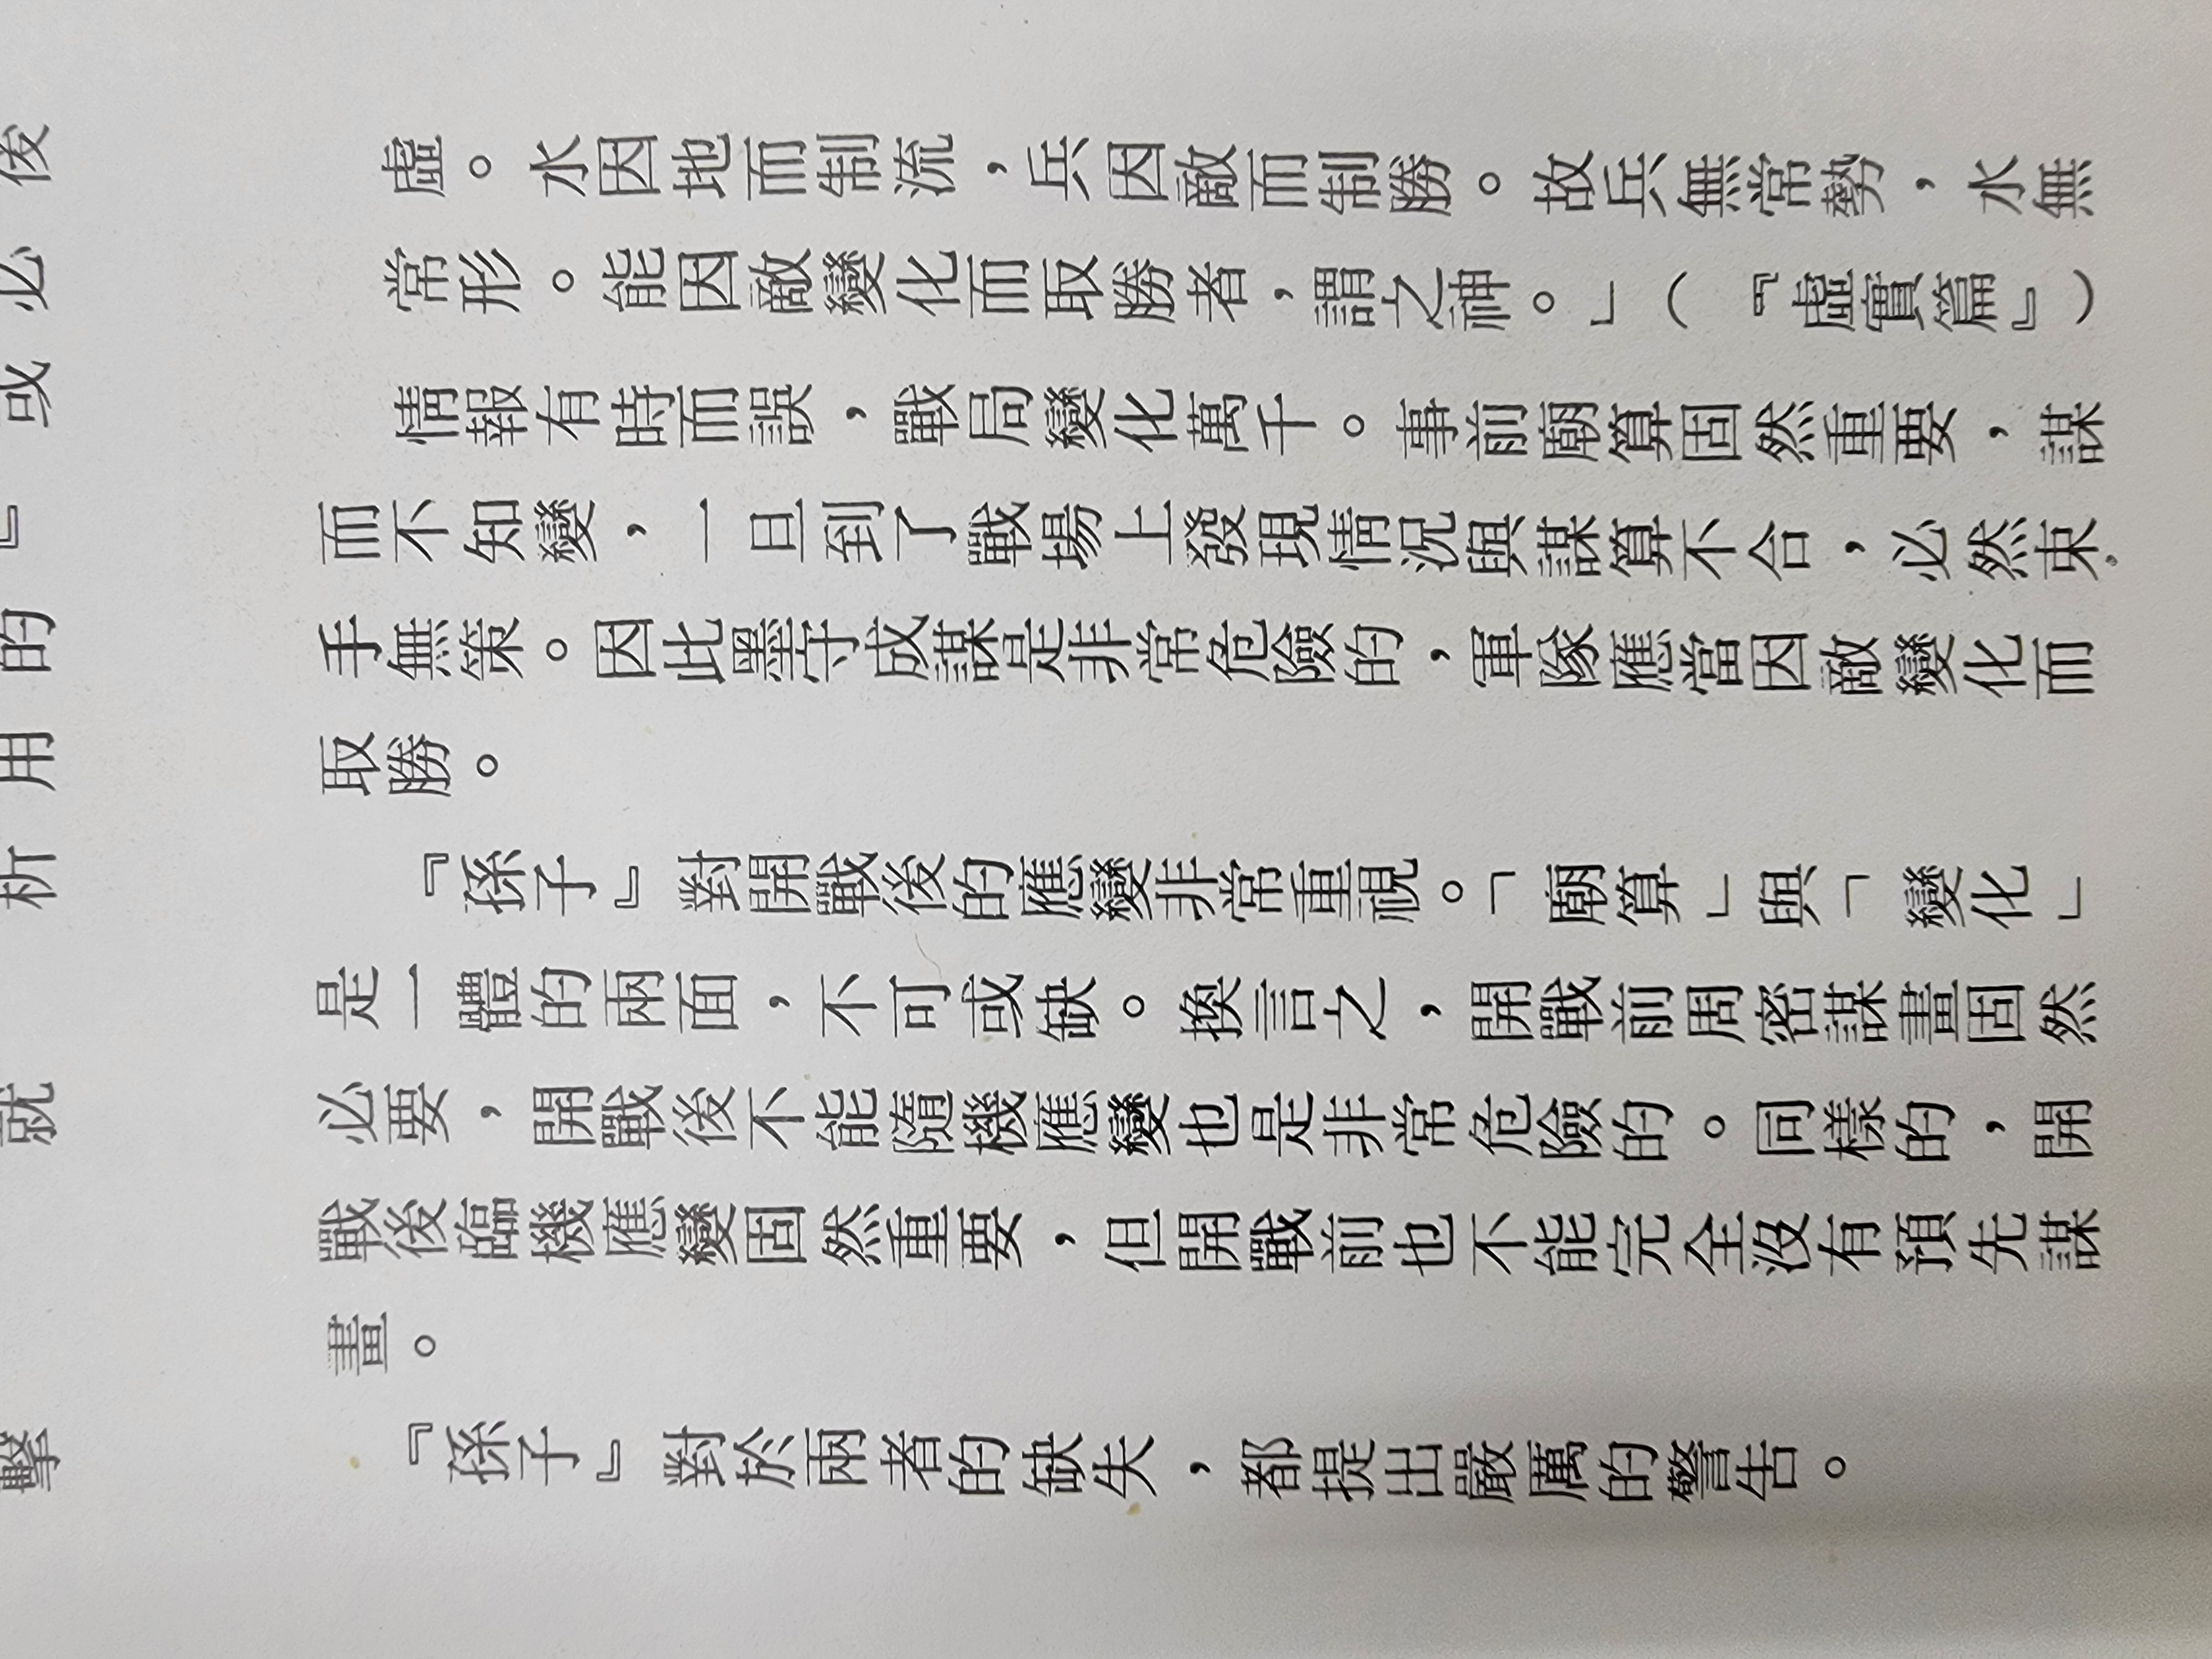 後
必
或
』
的
用
析
就
擊
虛。水因地而制流，兵因敵而制勝。故兵無常勢，水無
常形。能因敵變化而取勝者，謂之神。」（『虛實篇』）
情報有時而誤，戰局變化萬千。事前廟算固然重要，謀
而不知變，一旦到了戰場上發現情況與謀算不合，必然束
手無策。因此墨守成謀是非常危險的，軍隊應當因敵變化而
取勝。
『孫子』對開戰後的應變非常重視。「廟算」與「變化」
是一體的兩面，不可或缺。換言之，開戰前周密謀畫固然
必要，開戰後不能隨機應變也是非常危險的。同樣的，開
戰後臨機應變固然重要，但開戰前也不能完全沒有預先謀
畫。
『孫子』對於兩者的缺失，都提出嚴厲的警告。